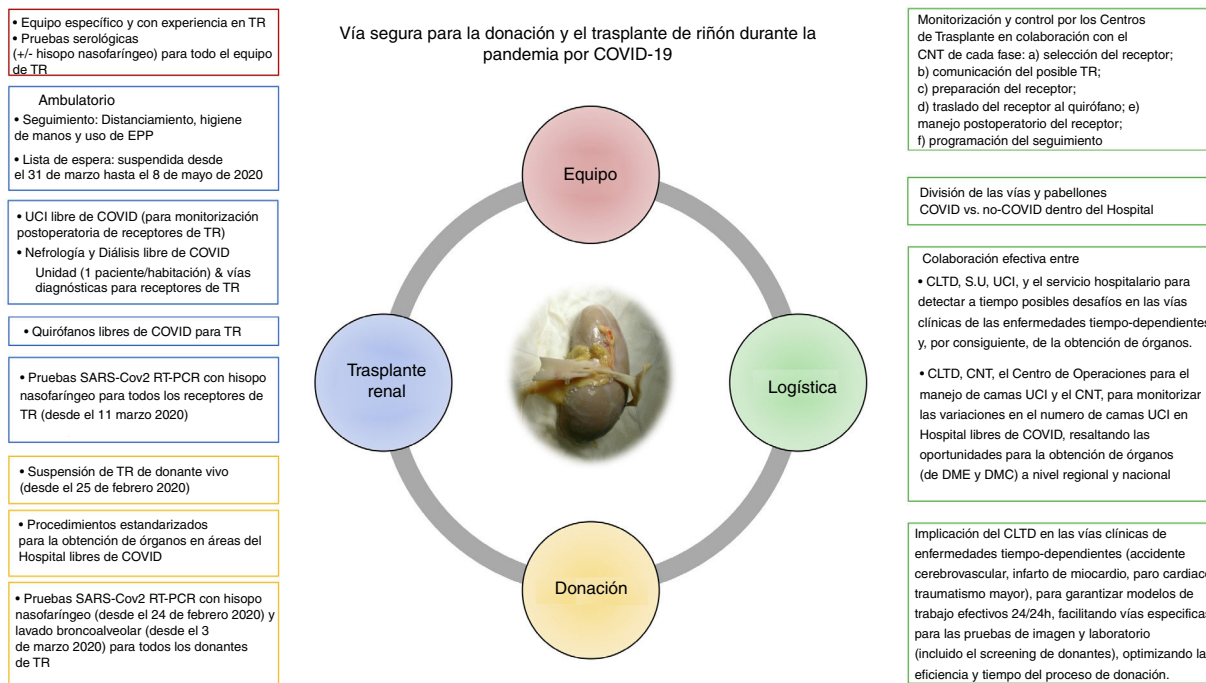 Vía segura para la donación y el trasplante de riñón durante la
pandemia por COVID-19
• Equipo específico y con experiencia en TR
• Pruebas serológicas
(+/- hisopo nasofaríngeo) para todo el equipo
de TR
Ambulatorio
• Seguimiento: Distanciamiento, higiene
de manos y uso de EPP
• Lista de espera: suspendida desde
el 31 de marzo hasta el 8 de mayo de 2020
• UCI libre de COVID (para monitorización
postoperatoria de receptores de TR)
• Nefrología y Diálisis libre de COVID
Unidad (1 paciente/habitación) & vías
diagnósticas para receptores de TR
• Quirófanos libres de COVID para TR
• Pruebas SARS-Cov2 RT-PCR con hisopo
nasofaríngeo para todos los receptores de
TR (desde el 11 marzo 2020)
• Suspensión de TR de donante vivo
(desde el 25 de febrero 2020)
• Procedimientos estandarizados
para la obtención de órganos en áreas del
Hospital libres de COVID
• Pruebas SARS-Cov2 RT-PCR con hisopo
nasofaríngeo (desde el 24 de febrero 2020) y
lavado broncoalveolar (desde el 3
de marzo 2020) para todos los donantes
de TR
Equipo
Trasplante
renal
Logística
Donación
Monitorización y control por los Centros
de Trasplante en colaboración con el
CNT de cada fase: a) selección del receptor;
b) comunicación del posible TR;
c) preparación del receptor;
d) traslado del receptor al quirófano; e)
manejo postoperatorio del receptor;
f) programación del seguimiento
División de las vías y pabellones
COVID vs. no-COVID dentro del Hospital
Colaboración efectiva entre
• CLTD, S.U, UCI, y el servicio hospitalario para
detectar a tiempo posibles desafíos en las vías
clínicas de las enfermedades tiempo-dependientes
y, por consiguiente, de la obtención de órganos.
• CLTD, CNT, el Centro de Operaciones para el
manejo de camas UCI y el CNT, para monitorizar
las variaciones en el numero de camas UCI en
Hospital libres de COVID, resaltando las
oportunidades para la obtención de órganos
(de DME y DMC) a nivel regional y nacional
Implicación del CLTD en las vías clínicas de
enfermedades tiempo-dependientes (accidente
cerebrovascular, infarto de miocardio, paro cardiaco
traumatismo mayor), para garantizar modelos de
trabajo efectivos 24/24h, facilitando vías especificas
para las pruebas de imagen y laboratorio
(incluido el screening de donantes), optimizando la
eficiencia y tiempo del proceso de donación.